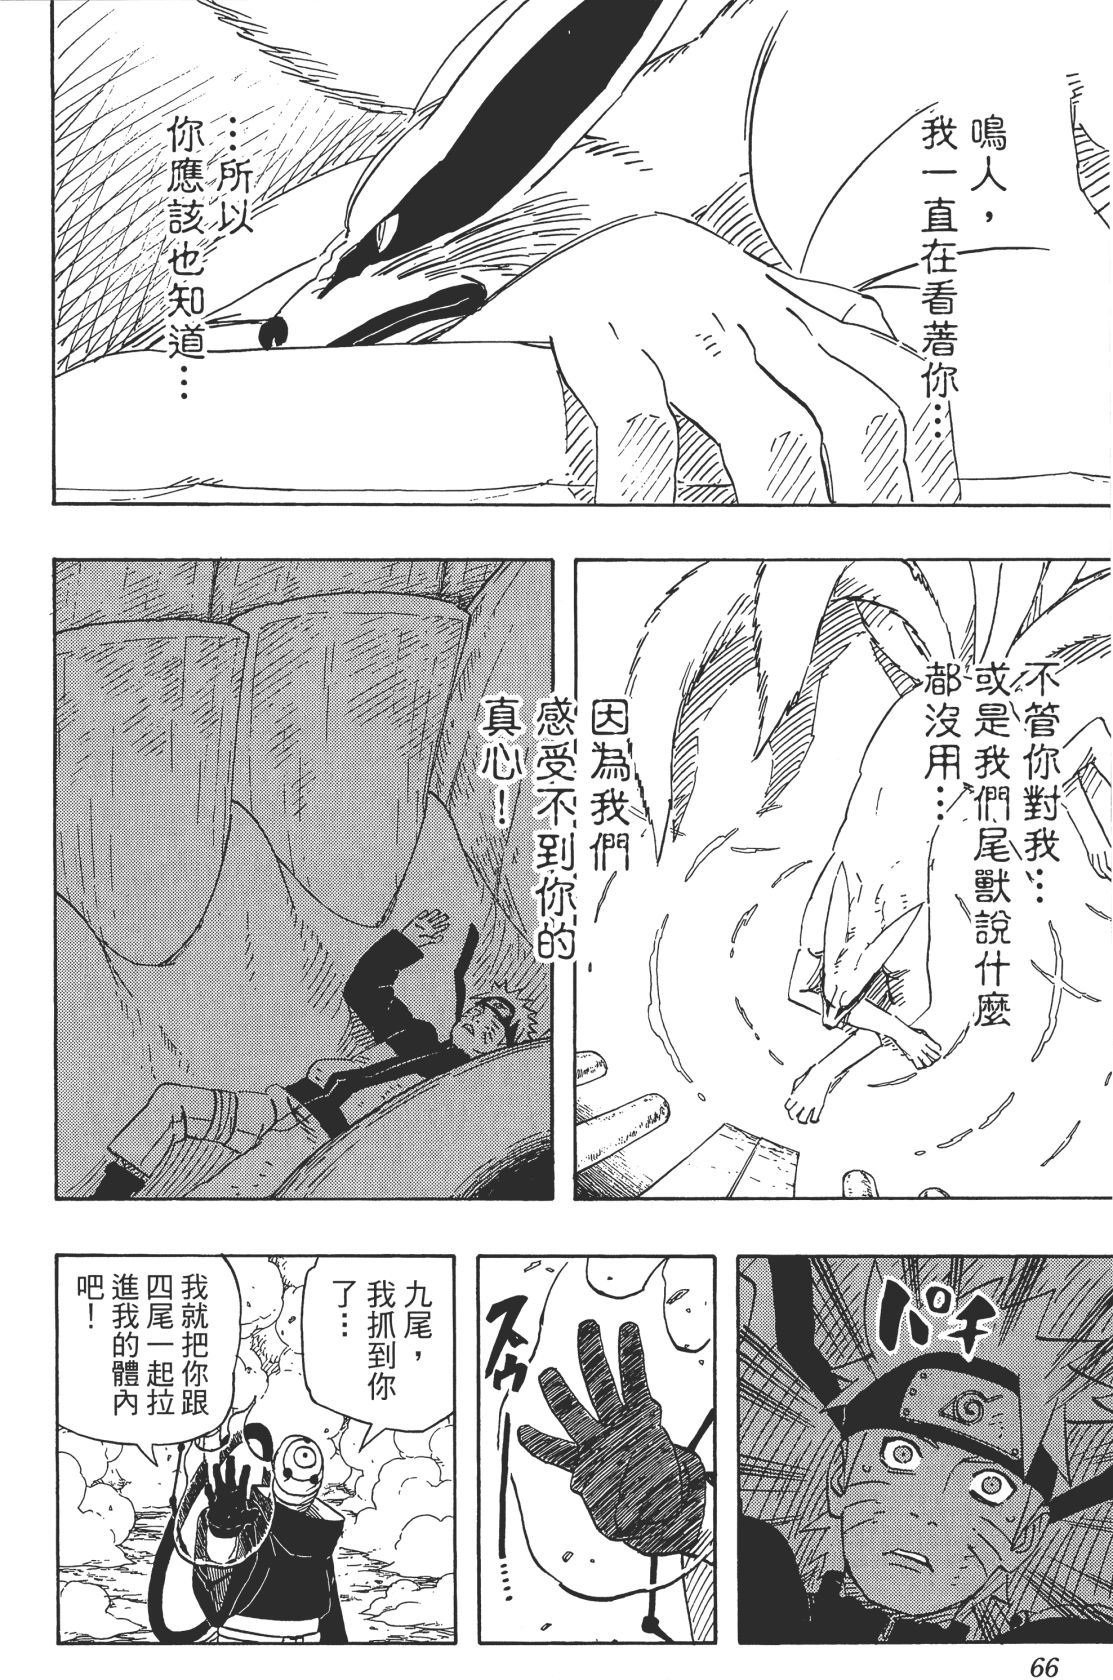 鳴人，
我一直在看著你…
…所以
你應該也知道…
不管你對我…
或是我們尾獸說什麼
都沒用…
因為我們
感受不到你的
真心！
パチ
スウ……
九尾，
我抓到你
了…
我就把你跟
四尾一起拉
進我的體內
吧！
66